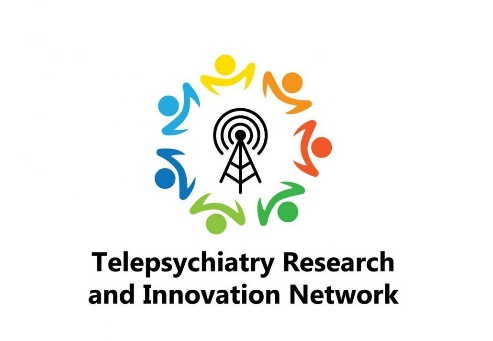 Telepsychiatry Research
and Innovation Network